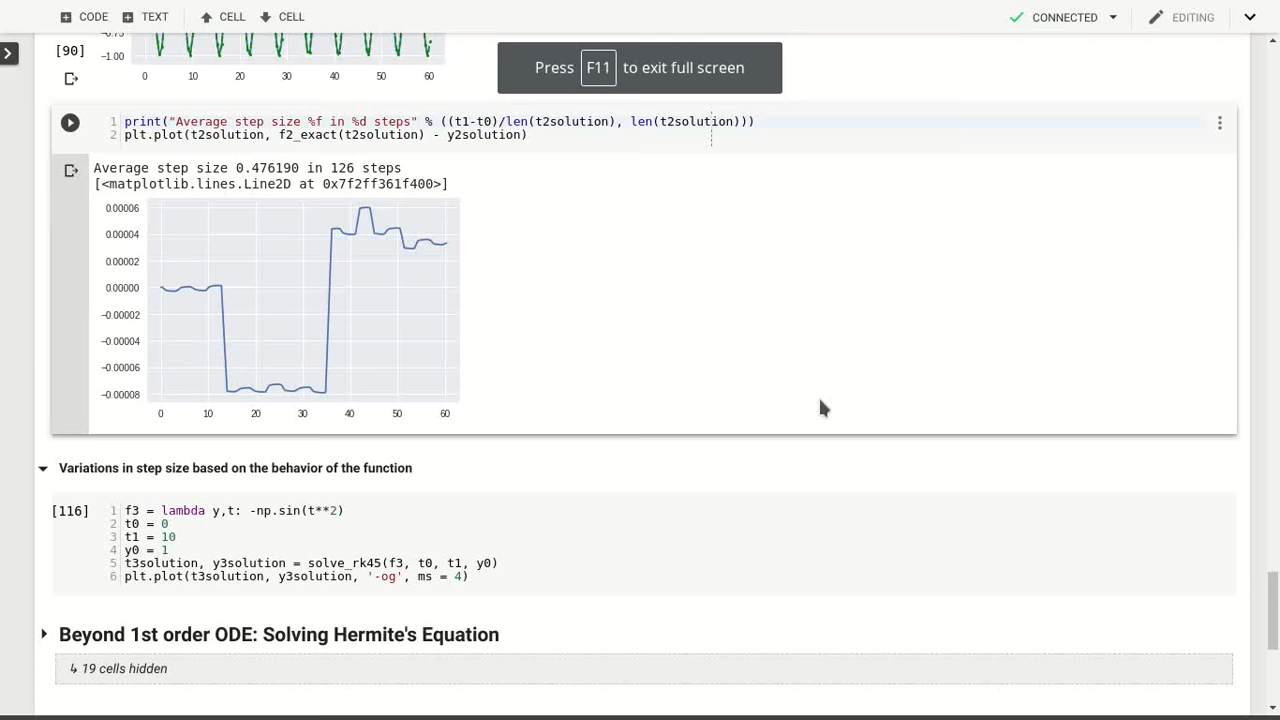 CODE TEXT CELL CELL CONNECTED EDITING
[90]
−1.00
0 10 20 30 40 50 60
Press F11 to exit full screen
1 print("Average step size %f in %d steps" % ((t1-t0)/len(t2solution), len(t2solution)))
2 plt.plot(t2solution, f2_exact(t2solution) - y2solution)
Average step size 0.476190 in 126 steps
[<matplotlib.lines.Line2D at 0x7f2ff361f400>]
0.00006
0.00004
0.00002
0.00000
−0.00002
−0.00004
−0.00006
−0.00008
0 10 20 30 40 50 60
Variations in step size based on the behavior of the function
[116] 1 f3 = lambda y,t: -np.sin(t**2)
2 t0 = 0
3 t1 = 10
4 y0 = 1
5 t3solution, y3solution = solve_rk45(f3, t0, t1, y0)
6 plt.plot(t3solution, y3solution, '-og', ms = 4)
Beyond 1st order ODE: Solving Hermite's Equation
↳ 19 cells hidden